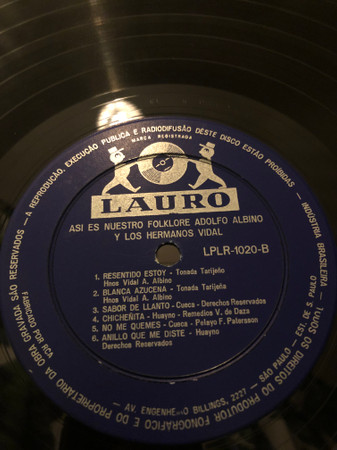 A REPRODUÇÃO, EXECUÇÃO PUBLICA E RADIODIFUSÃO DESTE DISCO ESTÃO PROIBIDAS - INDÚSTRIA BRASILEIRA - TODOS OS DIREITOS DO PRODUTOR FONOGRÁFICO E DO PROPRIETÁRIO DA OBRA GRAVADA SÃO RESERVADOS -
MARCA REGISTRADA
LAURO
ASI ES NUESTRO FOLKLORE ADOLFO ALBINO
Y LOS HERMANOS VIDAL
LPLR-1020-B
1. RESENTIDO ESTOY - Tonada Tarijeño
Hnos Vidal A. Albino
2. BLANCA AZUCENA - Tonada Tarijeña
Hnos Vidal A. Albino
3. SABOR DE LLANTO - Cueca - Derechos Reservados
4. CHICHEÑITA - Huayno - Remedios V. de Daza
5. NO ME QUEMES - Cueca - Pelayo F. Patersson
6. ANILLO QUE ME DISTE - Huayno
Derechos Reservados
FABRICADO PELA RCA - AV. ENGENHEIRO BILLINGS, 2227 - SÃO PAULO - EST. DE S. PAULO